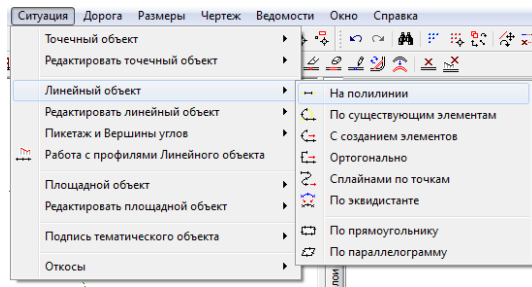 Ситуация Дорога Размеры Чертеж Ведомости Окно Справка
Точечный объект
Редактировать точечный объект
Линейный объект
Редактировать линейный объект
Пикетаж и Вершины углов
Работа с профилями Линейного объекта
Площадной объект
Редактировать площадной объект
Подпись тематического объекта
Откосы
На полилинии
По существующим элементам
С созданием элементов
Ортогонально
Сплайнами по точкам
По эквидистанте
По прямоугольнику
По параллелограмму